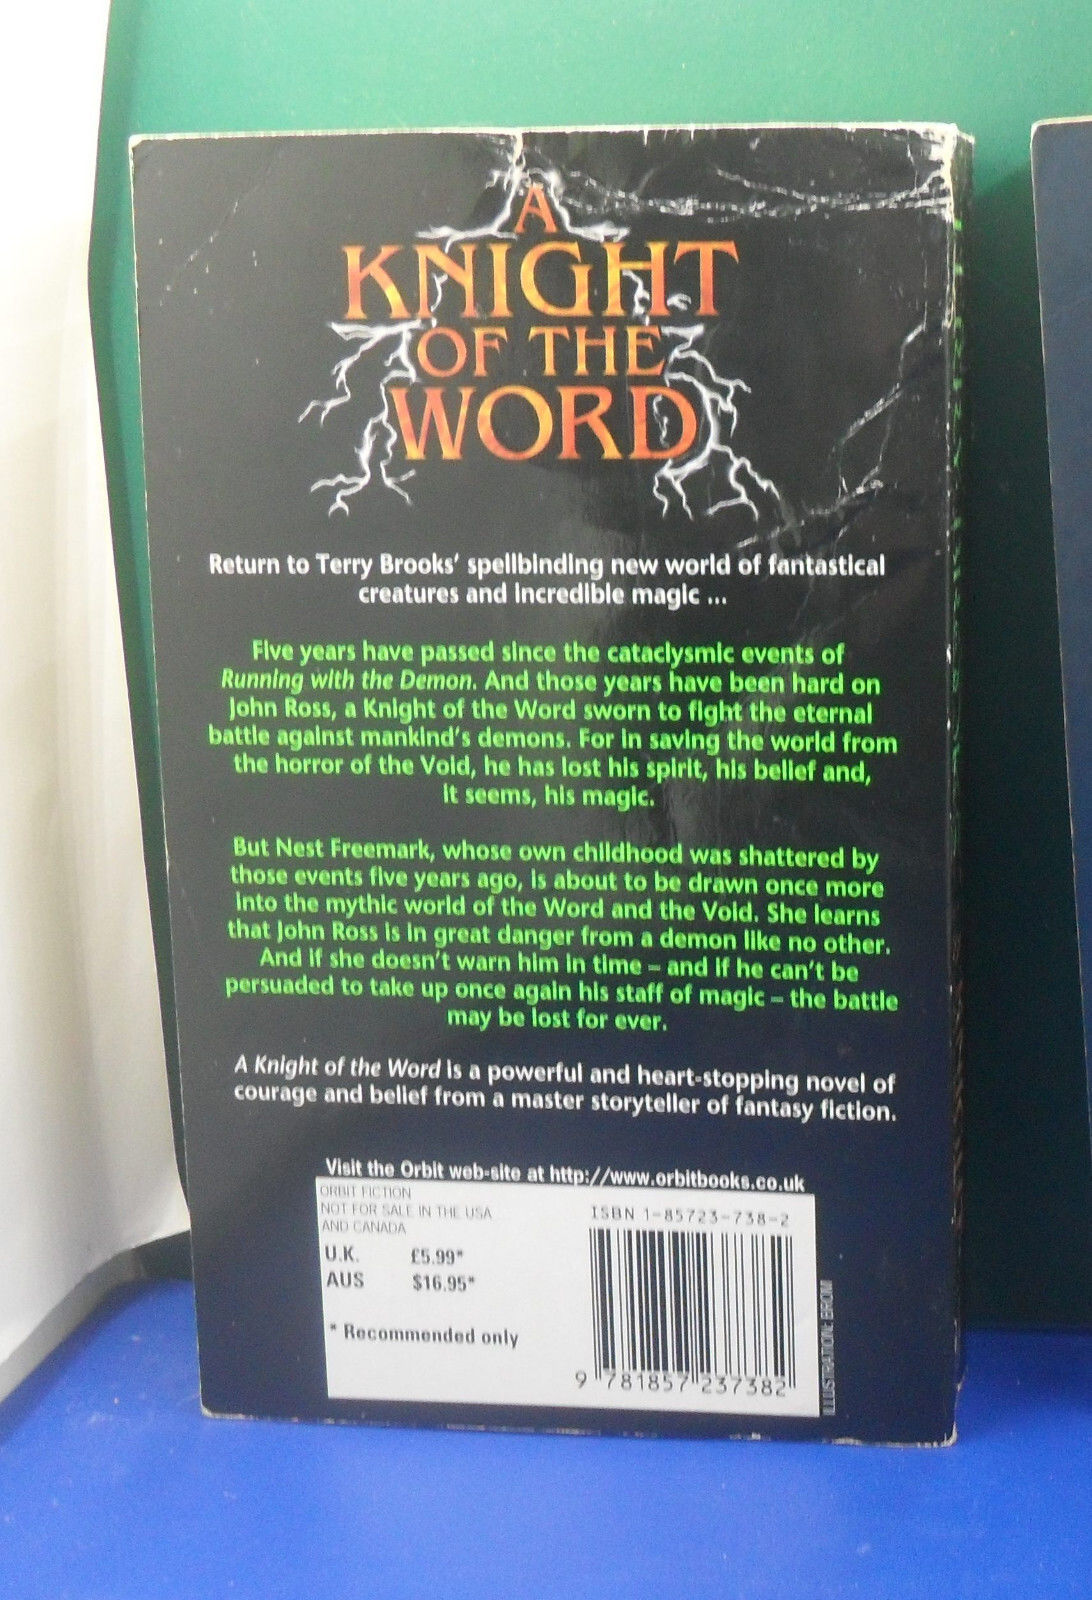 A
KNIGHT
OF THE
WORD
Return to Terry Brooks' spellbinding new world of fantastical
creatures and incredible magic ...
Five years have passed since the cataclysmic events of
Running with the Demon. And those years have been hard on
John Ross, a Knight of the Word sworn to fight the eternal
battle against mankind's demons. For in saving the world from
the horror of the Void, he has lost his spirit, his belief and,
it seems, his magic.
But Nest Freemark, whose own childhood was shattered by
those events five years ago, is about to be drawn once more
into the mythic world of the Word and the Void. She learns
that John Ross is in great danger from a demon like no other.
And if she doesn't warn him in time – and if he can't be
persuaded to take up once again his staff of magic – the battle
may be lost for ever.
A Knight of the Word is a powerful and heart-stopping novel of
courage and belief from a master storyteller of fantasy fiction.
Visit the Orbit web-site at http://www.orbitbooks.co.uk
ORBIT FICTION
NOT FOR SALE IN THE USA
AND CANADA
U.K. £5.99*
AUS $16.95*
* Recommended only
ISBN 1-85723-738-2
9 781857 237382
ILLUSTRATION: BROM